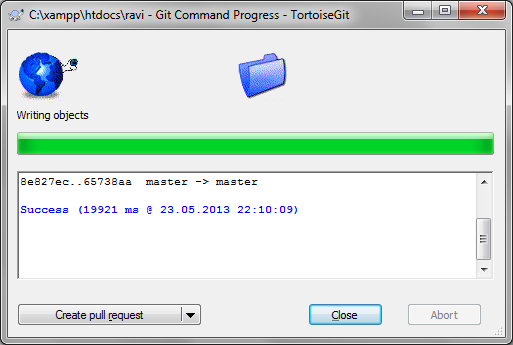 C:\xampp\htdocs\ravi - Git Command Progress - TortoiseGit
Writing objects
8e827ec..65738aa  master -> master
Success (19921 ms @ 23.05.2013 22:10:09)
Create pull request
Close
Abort